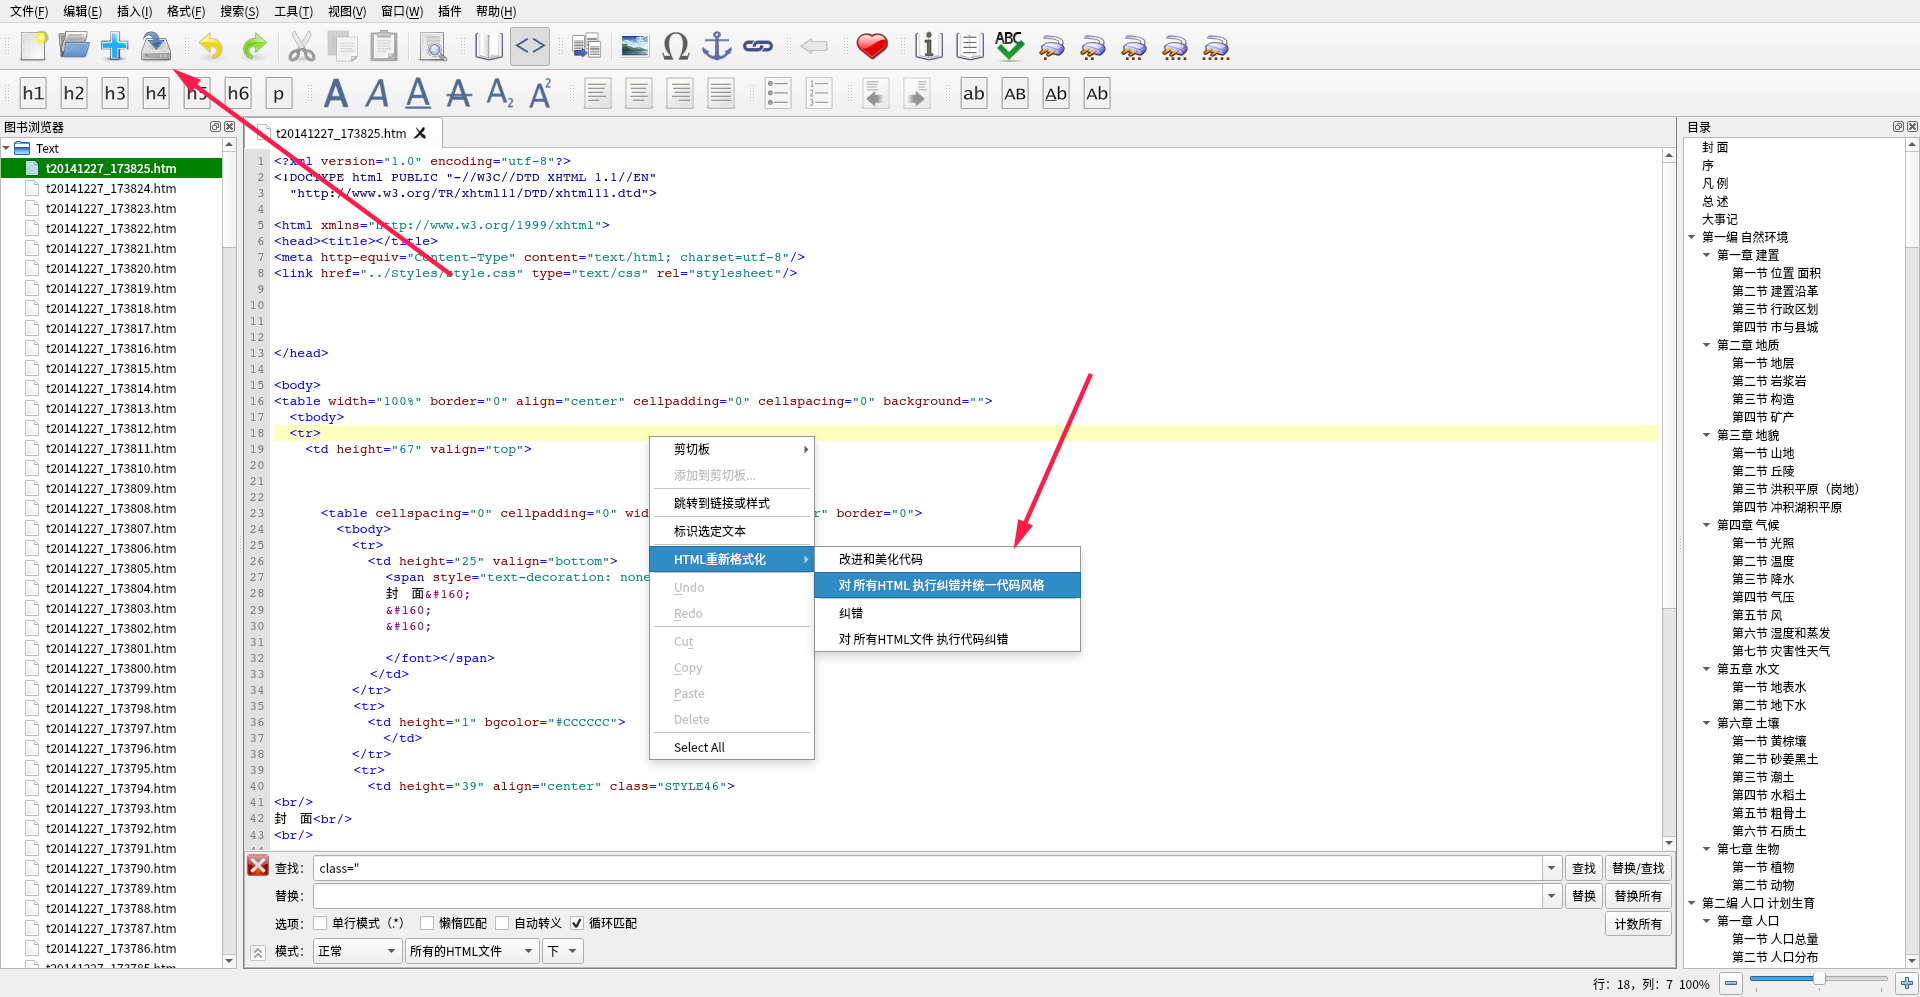 文件(F) 编辑(E) 插入(I) 格式(F) 搜索(S) 工具(T) 视图(V) 窗口(W) 插件 帮助(H)
ABC
h1 h2 h3 h4 h5 h6 p A A A A A2 A2 ab AB Ab Ab
图书浏览器
Text
t20141227_173825.htm
t20141227_173824.htm
t20141227_173823.htm
t20141227_173822.htm
t20141227_173821.htm
t20141227_173820.htm
t20141227_173819.htm
t20141227_173818.htm
t20141227_173817.htm
t20141227_173816.htm
t20141227_173815.htm
t20141227_173814.htm
t20141227_173813.htm
t20141227_173812.htm
t20141227_173811.htm
t20141227_173810.htm
t20141227_173809.htm
t20141227_173808.htm
t20141227_173807.htm
t20141227_173806.htm
t20141227_173805.htm
t20141227_173804.htm
t20141227_173803.htm
t20141227_173802.htm
t20141227_173801.htm
t20141227_173800.htm
t20141227_173799.htm
t20141227_173798.htm
t20141227_173797.htm
t20141227_173796.htm
t20141227_173795.htm
t20141227_173794.htm
t20141227_173793.htm
t20141227_173792.htm
t20141227_173791.htm
t20141227_173790.htm
t20141227_173789.htm
t20141227_173788.htm
t20141227_173787.htm
t20141227_173786.htm
t20141227_173785.htm
t20141227_173825.htm
1 <?xml version="1.0" encoding="utf-8"?>
2 <!DOCTYPE html PUBLIC "-//W3C//DTD XHTML 1.1//EN"
3 "http://www.w3.org/TR/xhtml11/DTD/xhtml11.dtd">
4
5 <html xmlns="http://www.w3.org/1999/xhtml">
6 <head><title></title>
7 <meta http-equiv="Content-Type" content="text/html; charset=utf-8"/>
8 <link href="../Styles/style.css" type="text/css" rel="stylesheet"/>
9
10
11
12
13 </head>
14
15 <body>
16 <table width="100%" border="0" align="center" cellpadding="0" cellspacing="0" background="">
17 <tbody>
18 <tr>
19 <td height="67" valign="top">
20
21
22
23 <table cellspacing="0" cellpadding="0" wid r" border="0">
24 <tbody>
25 <tr>
26 <td height="25" valign="bottom">
27 <span style="text-decoration: none
28 封 面&#160;
29 &#160;
30 &#160;
31
32 </font></span>
33 </td>
34 </tr>
35 <tr>
36 <td height="1" bgcolor="#CCCCCC">
37 </td>
38 </tr>
39 <tr>
40 <td height="39" align="center" class="STYLE46">
41 <br/>
42 封 面<br/>
43 <br/>
剪切板
添加到剪切板...
跳转到链接或样式
标识选定文本
HTML重新格式化
Undo
Redo
Cut
Copy
Paste
Delete
Select All
改进和美化代码
对 所有HTML 执行纠错并统一代码风格
纠错
对 所有HTML文件 执行代码纠错
查找: class=" 查找 替换/查找
替换: 替换 替换所有
选项: 单行模式 (.*) 懒惰匹配 自动转义 循环匹配 计数所有
模式: 正常 所有的HTML文件 下
目录
封 面
序
凡 例
总 述
大事记
第一编 自然环境
第一章 建置
第一节 位置 面积
第二节 建置沿革
第三节 行政区划
第四节 市与县城
第二章 地质
第一节 地层
第二节 岩浆岩
第三节 构造
第四节 矿产
第三章 地貌
第一节 山地
第二节 丘陵
第三节 洪积平原（岗地）
第四节 冲积湖积平原
第四章 气候
第一节 光照
第二节 温度
第三节 降水
第四节 气压
第五节 风
第六节 湿度和蒸发
第七节 灾害性天气
第五章 水文
第一节 地表水
第二节 地下水
第六章 土壤
第一节 黄棕壤
第二节 砂姜黑土
第三节 潮土
第四节 水稻土
第五节 粗骨土
第六节 石质土
第七章 生物
第一节 植物
第二节 动物
第二编 人口 计划生育
第一章 人口
第一节 人口总量
第二节 人口分布
行: 18，列: 7 100%